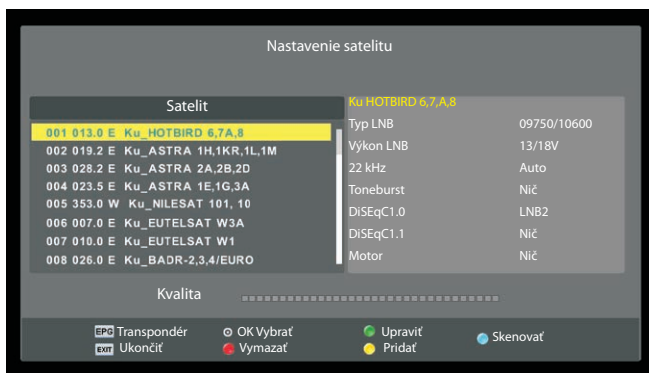 Nastavenie satelitu
Satelit
001 013.0 E Ku_HOTBIRD 6,7A,8
002 019.2 E Ku_ASTRA 1H,1KR,1L,1M
003 028.2 E Ku_ASTRA 2A,2B,2D
004 023.5 E Ku_ASTRA 1E,1G,3A
005 353.0 W Ku_NILESAT 101, 10
006 007.0 E Ku_EUTELSAT W3A
007 010.0 E Ku_EUTELSAT W1
008 026.0 E Ku_BADR-2,3,4/EURO
Ku HOTBIRD 6,7,A,8
Typ LNB 09750/10600
Výkon LNB 13/18V
22 kHz Auto
Toneburst Nič
DiSEqC1.0 LNB2
DiSEqC1.1 Nič
Motor Nič
Kvalita
EPG Transpondér OK Vybrať Upraviť Skenovať
EXIT Ukončiť Vymazať Pridať